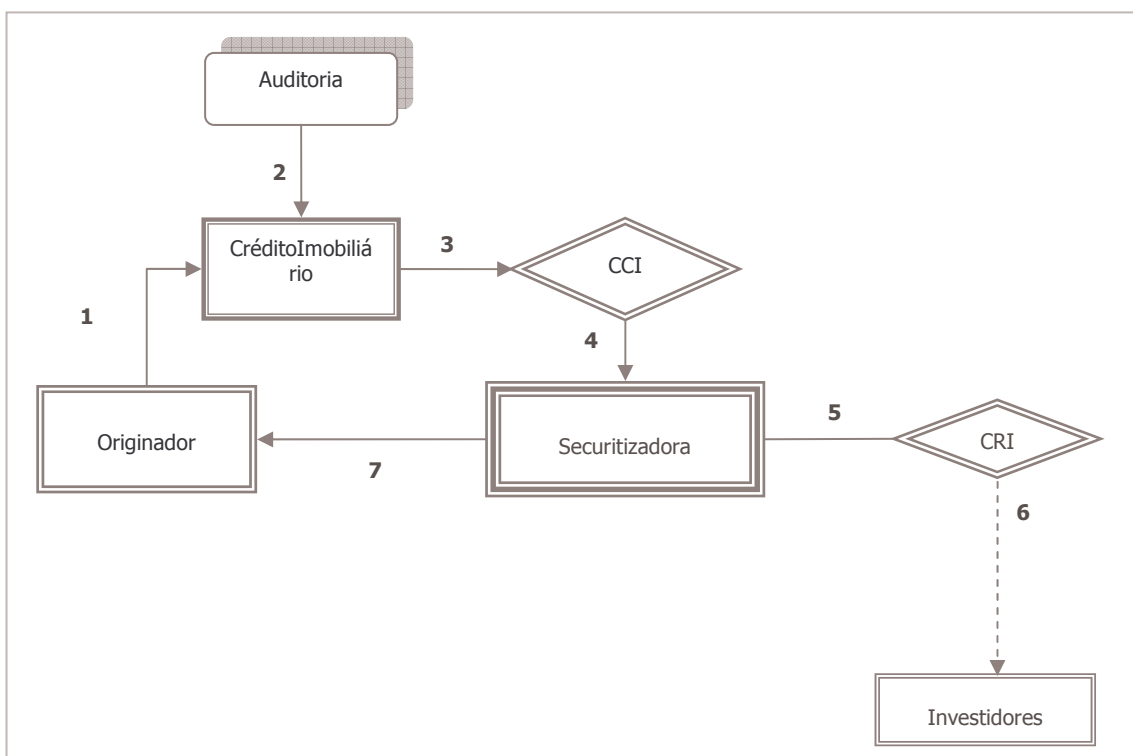 Auditoria
2
CréditoImobiliá
rio
3
CCI
1
4
Originador
7
Securitizadora
5
CRI
6
Investidores